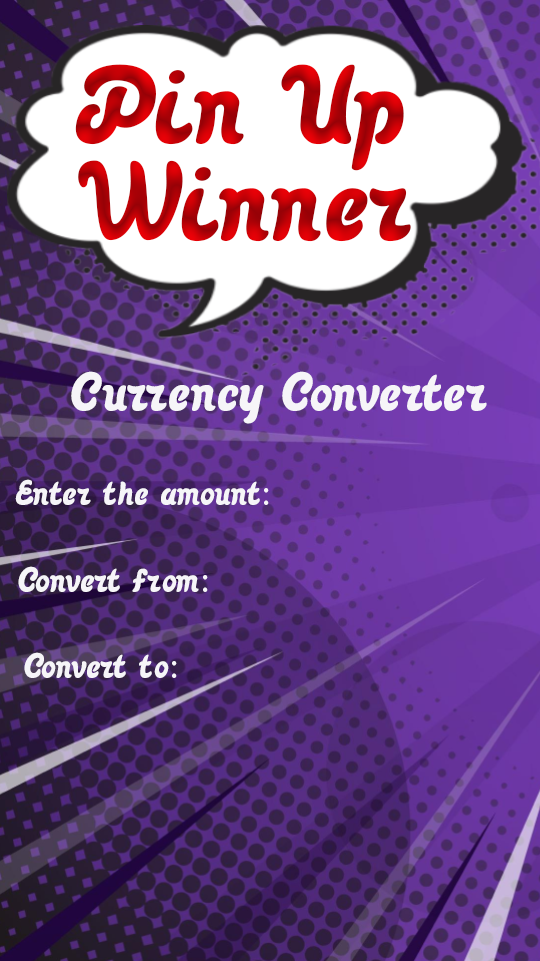 Pin Up
Winner
Currency Converter
Enter the amount:
Convert from:
Convert to: